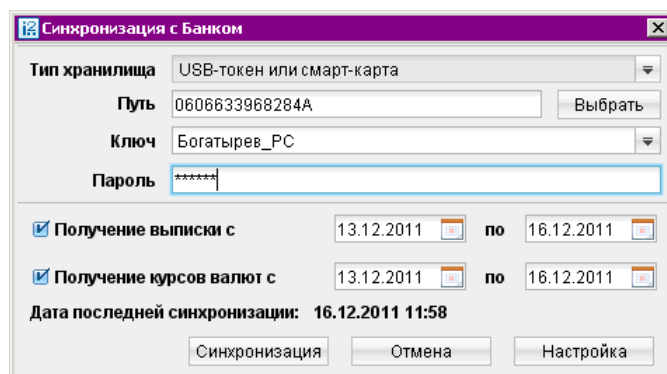 i2 Синхронизация с Банком
Тип хранилища USB-токен или смарт-карта
Путь 0606633968284A Выбрать
Ключ Богатырев_РС
Пароль ******
Получение выписки с 13.12.2011 по 16.12.2011
Получение курсов валют с 13.12.2011 по 16.12.2011
Дата последней синхронизации: 16.12.2011 11:58
Синхронизация Отмена Настройка